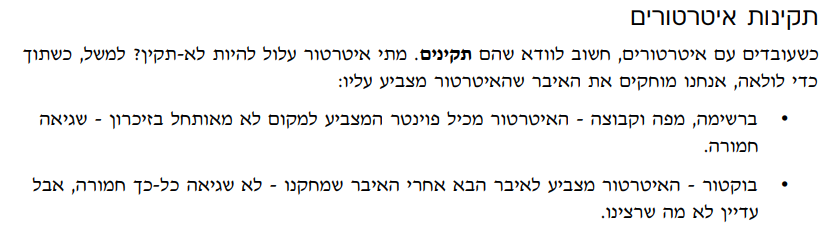 תקינות איטרטורים
כשעובדים עם איטרטורים, חשוב לוודא שהם תקינים. מתי איטרטור עלול להיות לא-תקין? למשל, כשתוך
כדי לולאה, אנחנו מוחקים את האיבר שהאיטרטור מצביע עליו:
• ברשימה, מפה וקבוצה - האיטרטור מכיל פוינטר המצביע למקום לא מאותחל בזיכרון - שגיאה
חמורה.
• בוקטור - האיטרטור מצביע לאיבר הבא אחרי האיבר שמחקנו - לא שגיאה כל-כך חמורה, אבל
עדיין לא מה שרצינו.